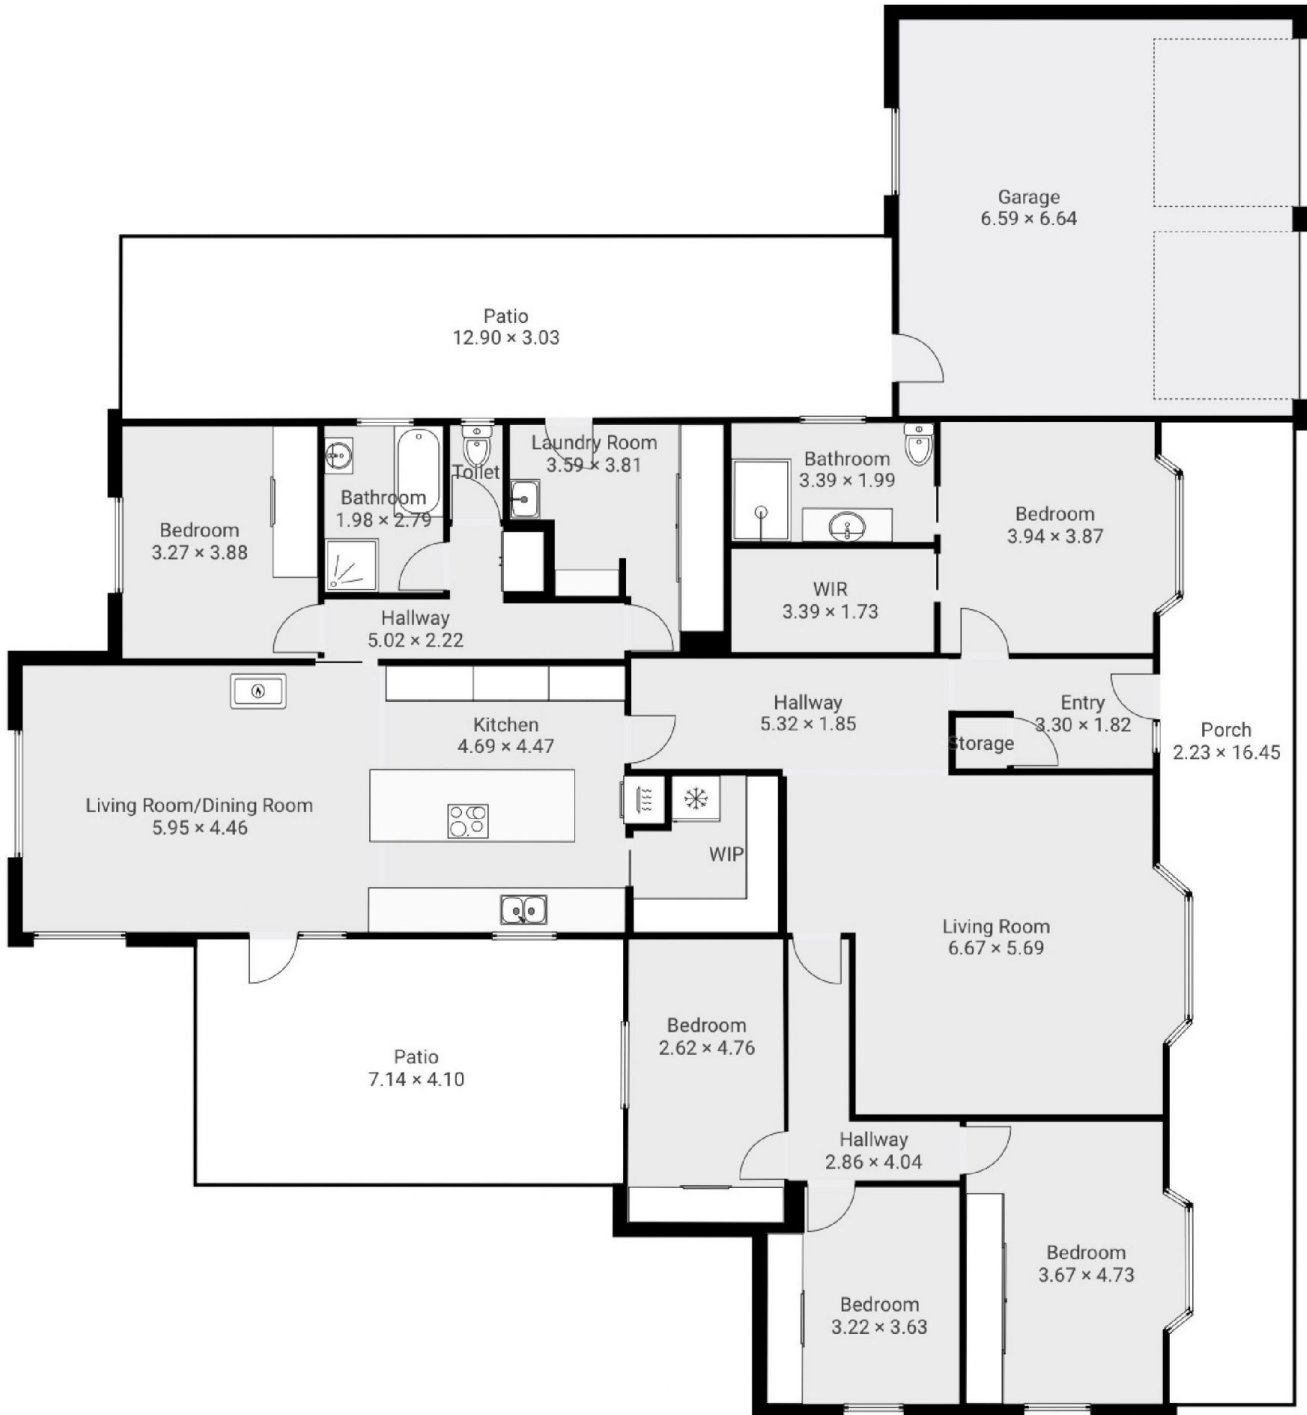 Garage
6.59 × 6.64
Patio
12.90 × 3.03
Laundry Room
3.59 × 3.81
Toilet
Bathroom
3.39 × 1.99
Bathroom
1.98 × 2.79
Bedroom
3.27 × 3.88
Bedroom
3.94 × 3.87
WIR
3.39 × 1.73
Hallway
5.02 × 2.22
Hallway
5.32 × 1.85
Entry
3.30 × 1.82
Storage
Porch
2.23 × 16.45
Kitchen
4.69 × 4.47
Living Room/Dining Room
5.95 × 4.46
WIP
Living Room
6.67 × 5.69
Bedroom
2.62 × 4.76
Patio
7.14 × 4.10
Hallway
2.86 × 4.04
Bedroom
3.67 × 4.73
Bedroom
3.22 × 3.63